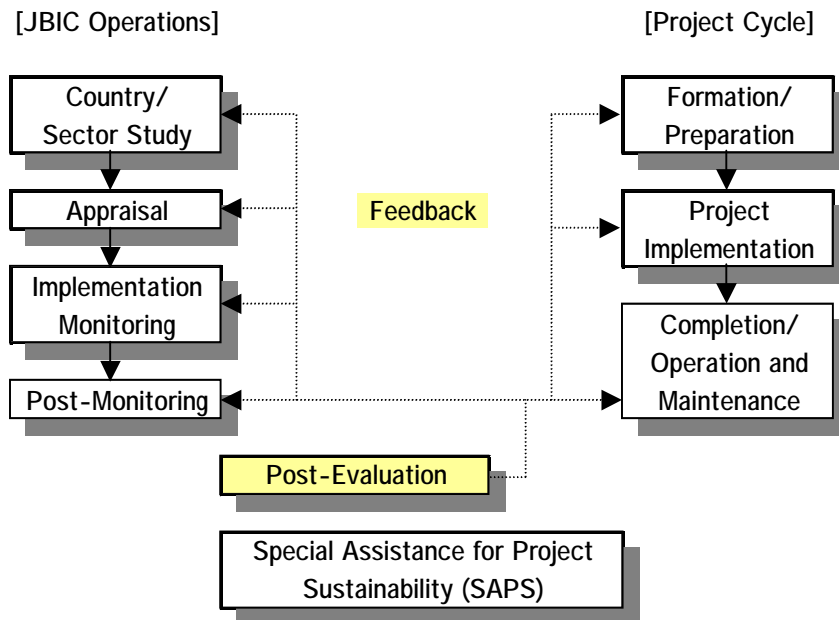 [JBIC Operations]
[Project Cycle]
Country/
Sector Study
Appraisal
Implementation
Monitoring
Post-Monitoring
Feedback
Formation/
Preparation
Project
Implementation
Completion/
Operation and
Maintenance
Post-Evaluation
Special Assistance for Project
Sustainability (SAPS)